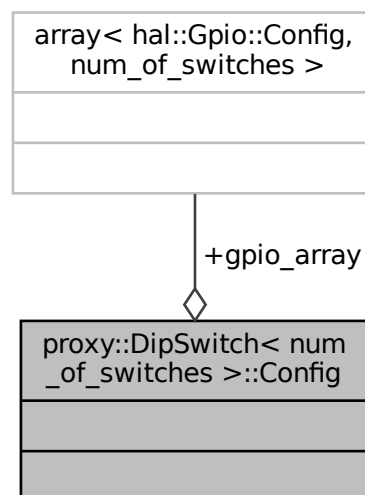 array< hal::Gpio::Config,
num_of_switches >
+gpio_array
proxy::DipSwitch< num
_of_switches >::Config